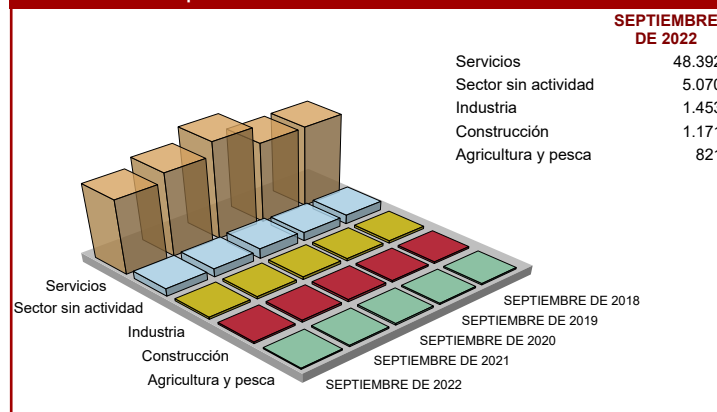 SEPTIEMBRE
DE 2022
Servicios 48.392
Sector sin actividad 5.070
Industria 1.453
Construcción 1.171
Agricultura y pesca 821
Servicios
Sector sin actividad
Industria
Construcción
Agricultura y pesca
SEPTIEMBRE DE 2018
SEPTIEMBRE DE 2019
SEPTIEMBRE DE 2020
SEPTIEMBRE DE 2021
SEPTIEMBRE DE 2022